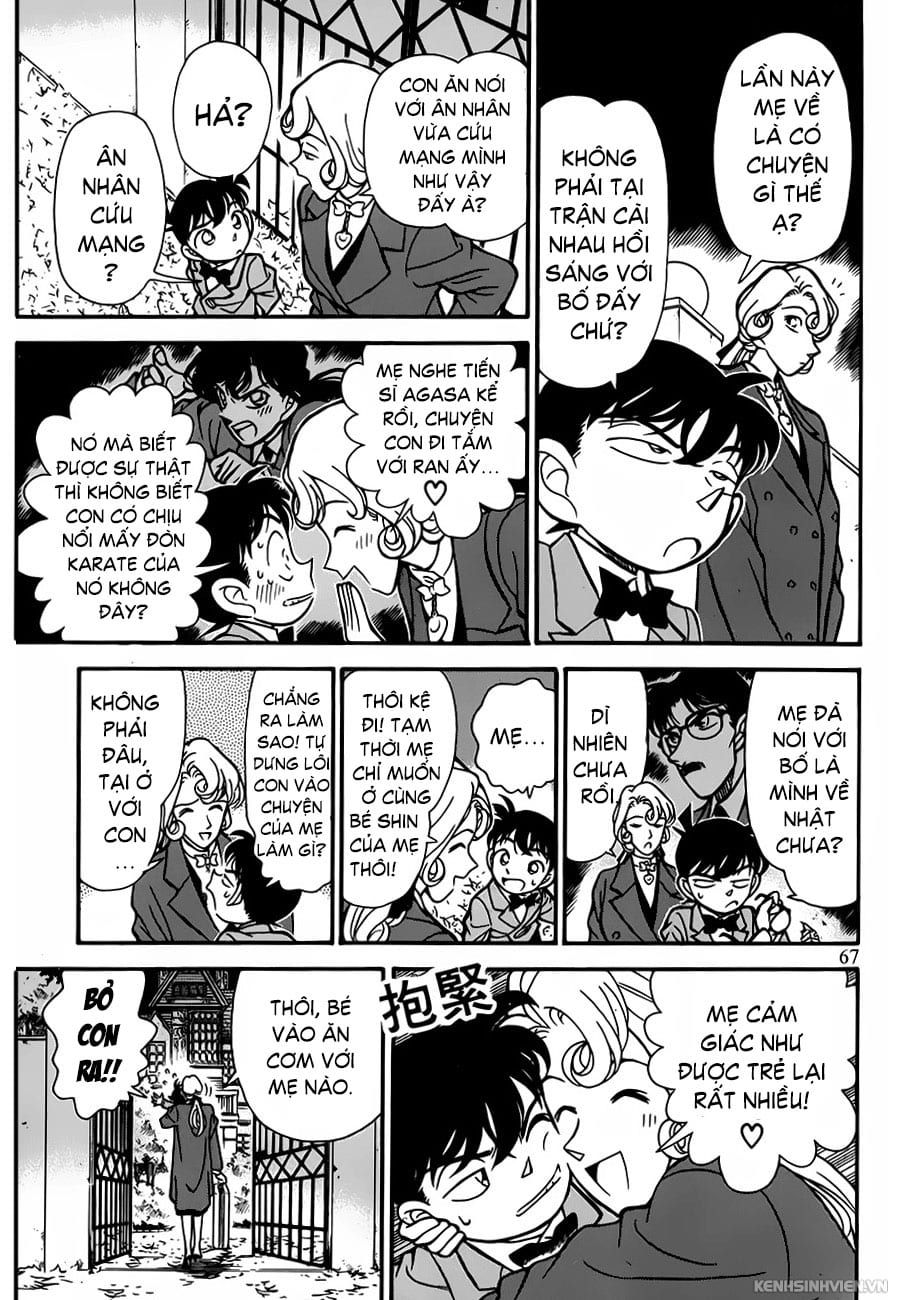 LẦN NÀY
MẸ VỀ
LÀ CÓ
CHUYỆN
GÌ THẾ
Ạ?
KHÔNG
PHẢI TẠI
TRẬN CÃI
NHAU HỒI
SÁNG VỚI
BỐ ĐẤY
CHỨ?
CON ĂN NÓI
VỚI ÂN NHÂN
VỪA CỨU
MẠNG MÌNH
NHƯ VẬY
ĐẤY À?
HẢ?
ÂN
NHÂN
CỨU
MẠNG
?
MẸ NGHE TIẾN
SĨ AGASA KỂ
RỒI, CHUYỆN
CON ĐI TẮM
VỚI RAN ẤY...
♡
NÓ MÀ BIẾT
ĐƯỢC SỰ THẬT
THÌ KHÔNG BIẾT
CON CÓ CHỊU
NỔI MẤY ĐÒN
KARATE CỦA
NÓ KHÔNG
ĐÂY?
MẸ ĐÃ
NÓI VỚI
BỐ LÀ
MÌNH VỀ
NHẬT
CHƯA?
DĨ
NHIÊN
CHƯA
RỒI
MẸ...
THÔI KỆ
ĐI! TẠM
THỜI MẸ
CHỈ MUỐN
Ở CÙNG
BÉ SHIN
CỦA MẸ
THÔI!
CHẲNG
RA LÀM
SAO! TỰ
DƯNG LÔI
CON VÀO
CHUYỆN
CỦA MẸ
LÀM GÌ?
KHÔNG
PHẢI
ĐÂU,
TẠI Ở
VỚI
CON
...
67
MẸ CẢM
GIÁC NHƯ
ĐƯỢC TRẺ LẠI
RẤT NHIỀU!
♡
抱緊
THÔI, BÉ
VÀO ĂN
CƠM VỚI
MẸ NÀO.
BỎ
CON
RA!!
KENHSINHVIEN.VN